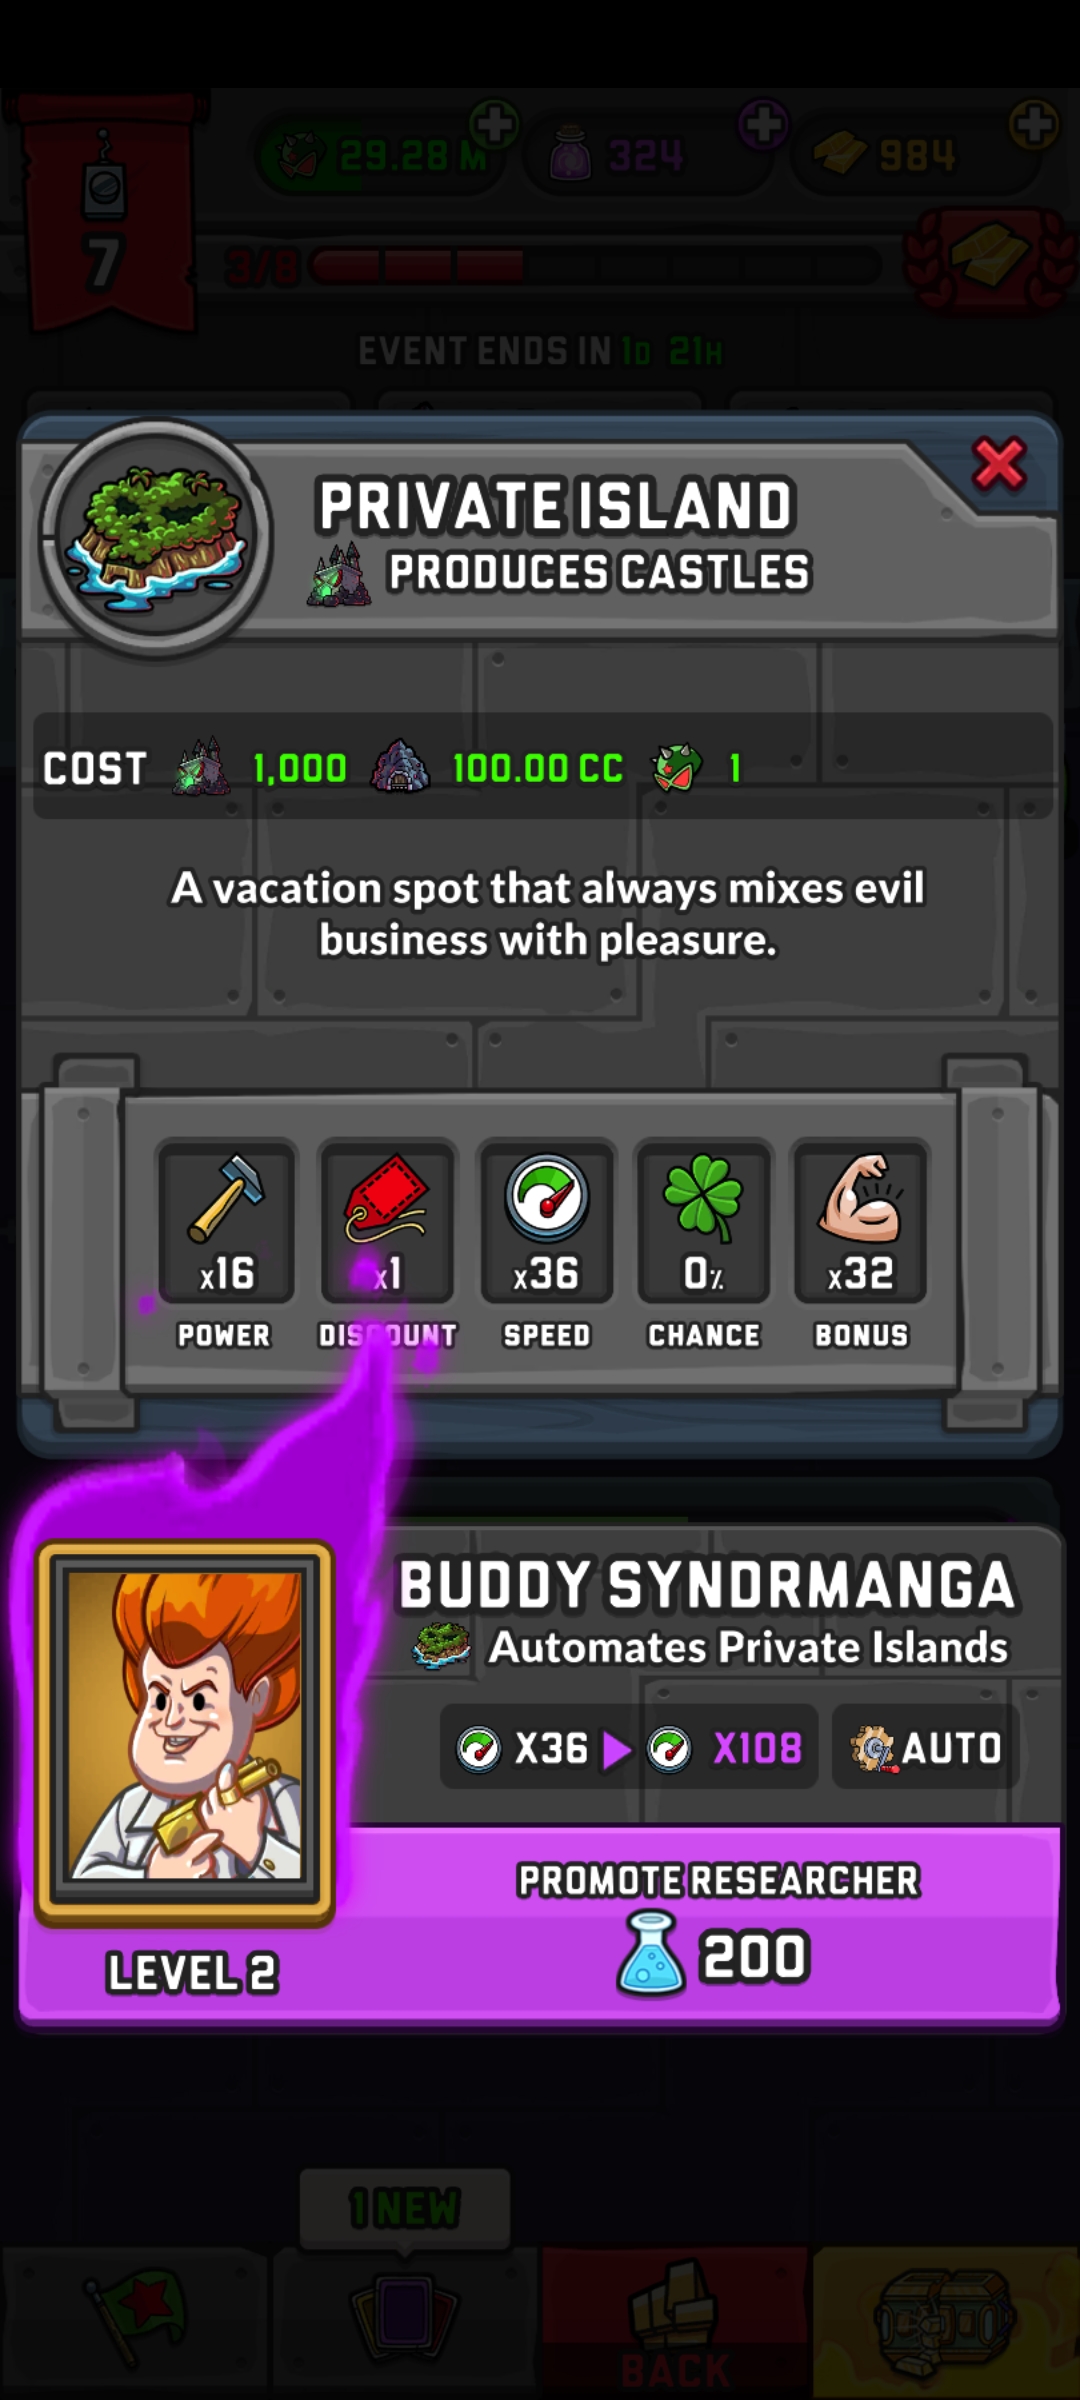 29.28 M 324 984
7
3/8
EVENT ENDS IN 1D 21H
PRIVATE ISLAND
PRODUCES CASTLES
COST 1,000 100.00 CC 1
A vacation spot that always mixes evil
business with pleasure.
x16 x1 x36 0% x32
POWER DISCOUNT SPEED CHANCE BONUS
BUDDY SYNDRMANGA
Automates Private Islands
X36 X108 AUTO
PROMOTE RESEARCHER
200
LEVEL 2
1 NEW
BACK